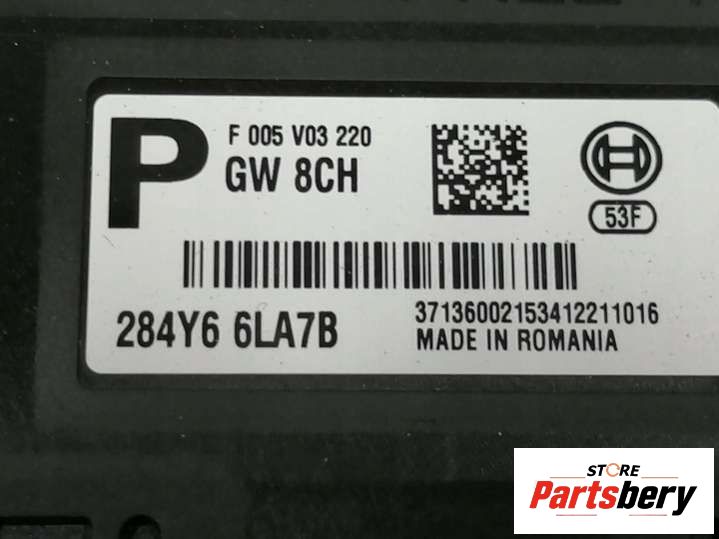 P
F 005 V03 220
GW 8CH
53F
284Y6 6LA7B
37136002153412211016
MADE IN ROMANIA
STORE
Partsbery